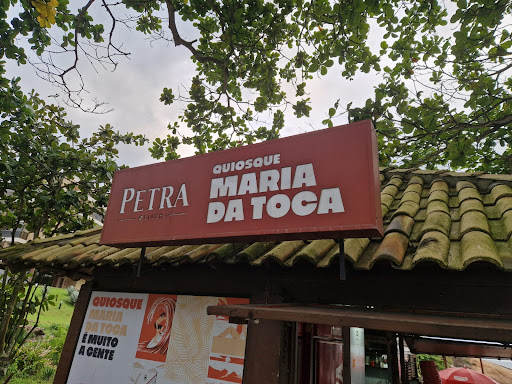 PETRA
QUIOSQUE
MARIA
DA TOCA
QUIOSQUE
MARIA
DA TOCA
É MUITO
A GENTE